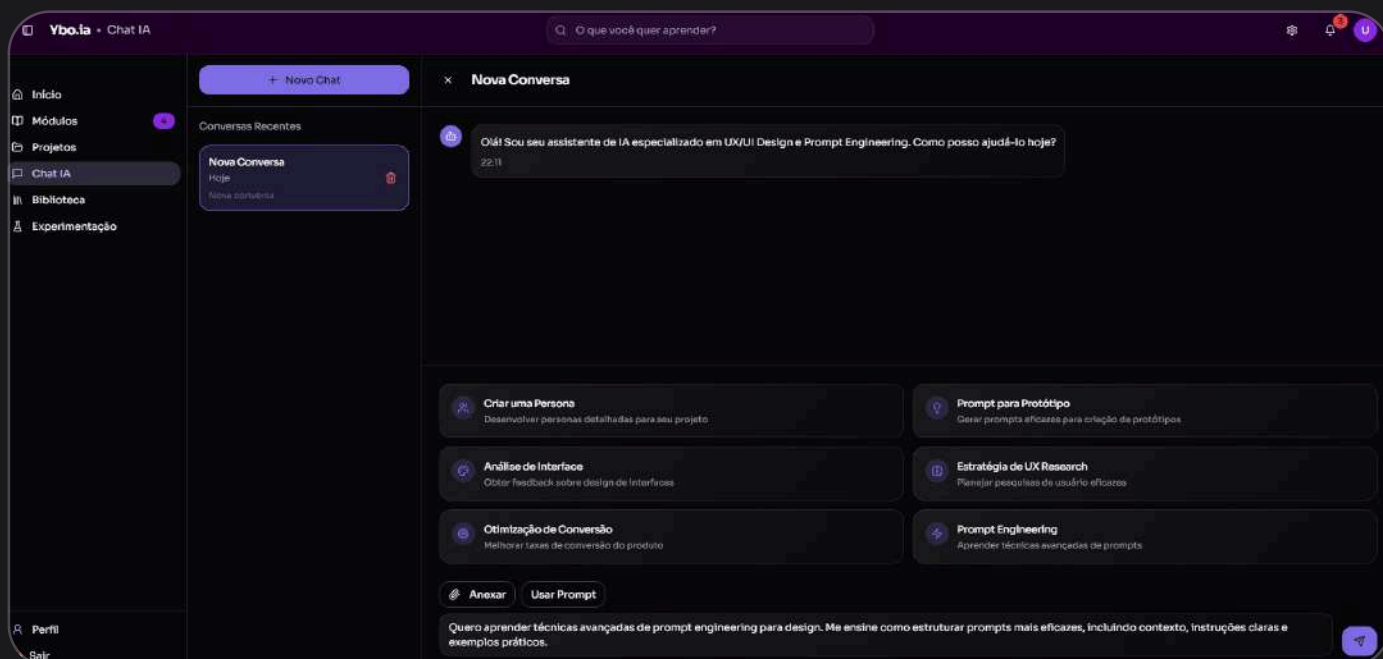 Ybo.ia • Chat IA
O que você quer aprender?
3
U
Início
Módulos
4
Projetos
Chat IA
Biblioteca
Experimentação
Perfil
Sair
+ Novo Chat
Conversas Recentes
Nova Conversa
Hoje
Nova conversa
× Nova Conversa
Olá! Sou seu assistente de IA especializado em UX/UI Design e Prompt Engineering. Como posso ajudá-lo hoje?
22:11
Criar uma Persona
Desenvolver personas detalhadas para seu projeto
Prompt para Protótipo
Gerar prompts eficazes para criação de protótipos
Análise de Interface
Obter feedback sobre design de interfaces
Estratégia de UX Research
Planejar pesquisas de usuário eficazes
Otimização de Conversão
Melhorar taxas de conversão do produto
Prompt Engineering
Aprender técnicas avançadas de prompts
Anexar
Usar Prompt
Quero aprender técnicas avançadas de prompt engineering para design. Me ensine como estruturar prompts mais eficazes, incluindo contexto, instruções claras e
exemplos práticos.